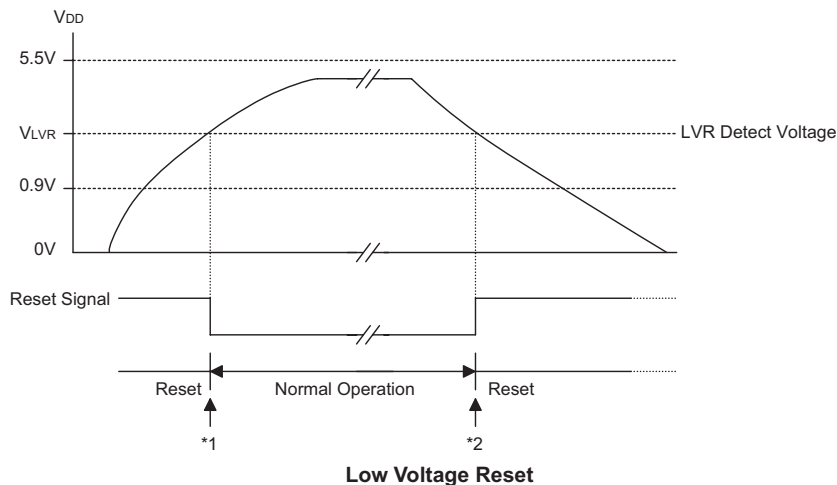 VDD
5.5V
VLVR
LVR Detect Voltage
0.9V
0V
Reset Signal
Reset
Normal Operation
Reset
*1
*2
Low Voltage Reset